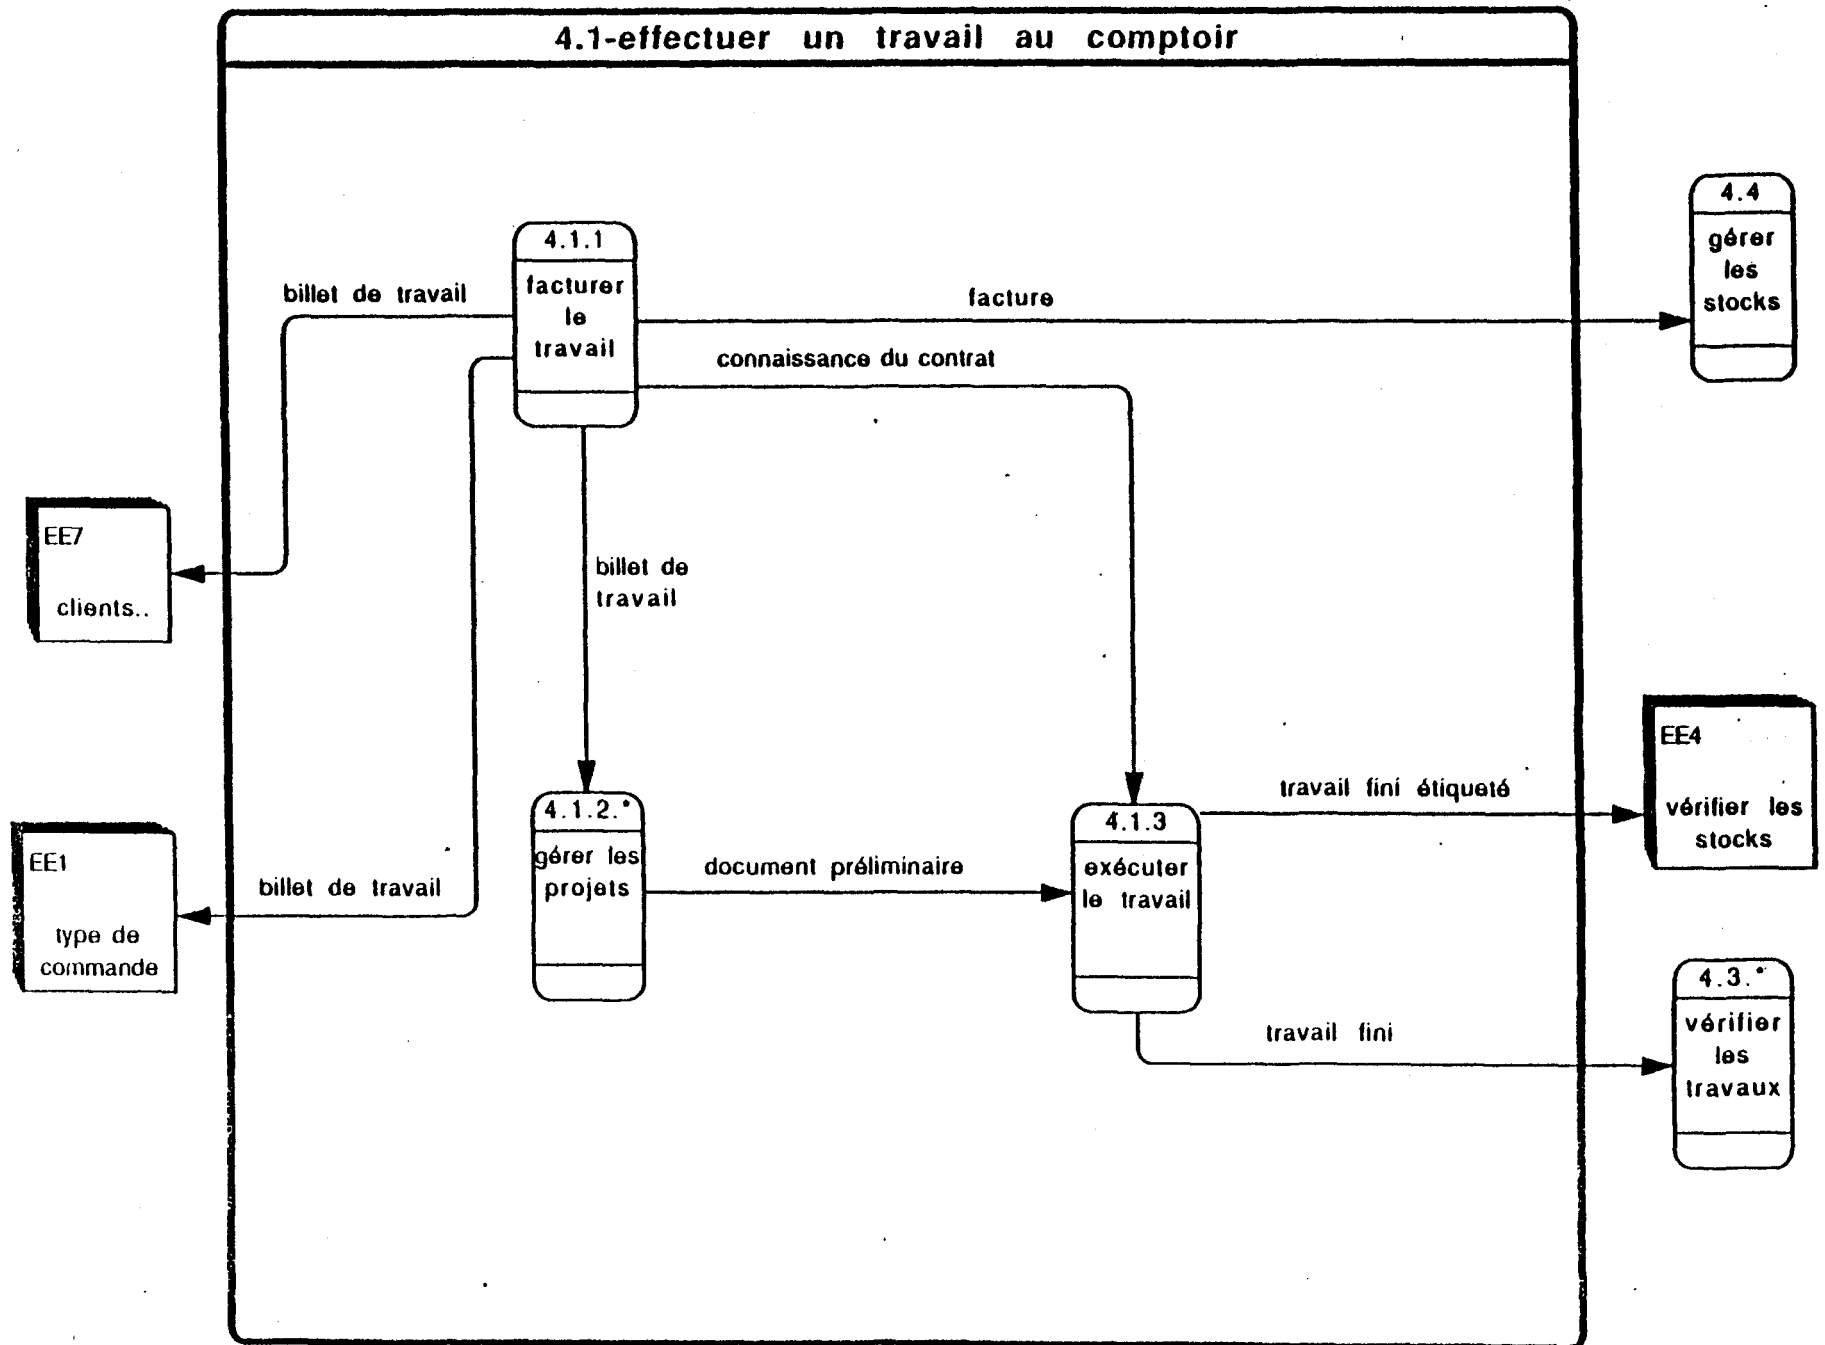 4.1-effectuer un travail au comptoir
4.4
gérer
les
stocks
4.1.1
facturer
le
travail
billet de travail
facture
connaissance du contrat
EE7
clients..
billet de
travail
EE4
vérifier les
stocks
travail fini étiqueté
4.1.2.*
gérer les
projets
4.1.3
exécuter
le travail
document préliminaire
EE1
type de
commande
billet de travail
4.3.*
vérifier
les
travaux
travail fini